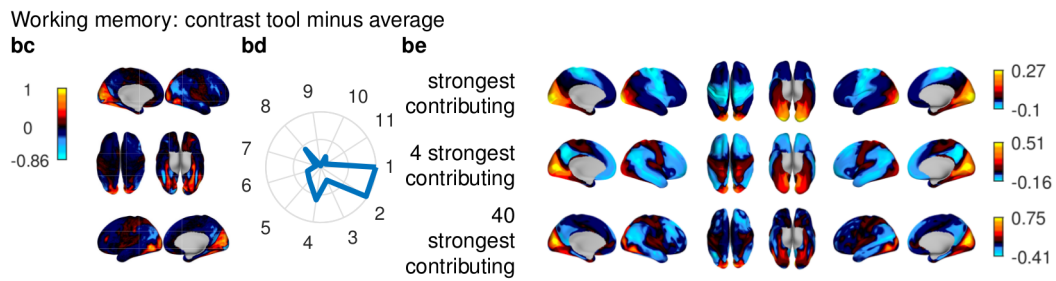 Working memory: contrast tool minus average
bc
bd
be
1
0
-0.86
1
2
3
4
5
6
7
8
9
10
11
strongest
contributing
0.27
-0.1
4 strongest
contributing
0.51
-0.16
40
strongest
contributing
0.75
-0.41